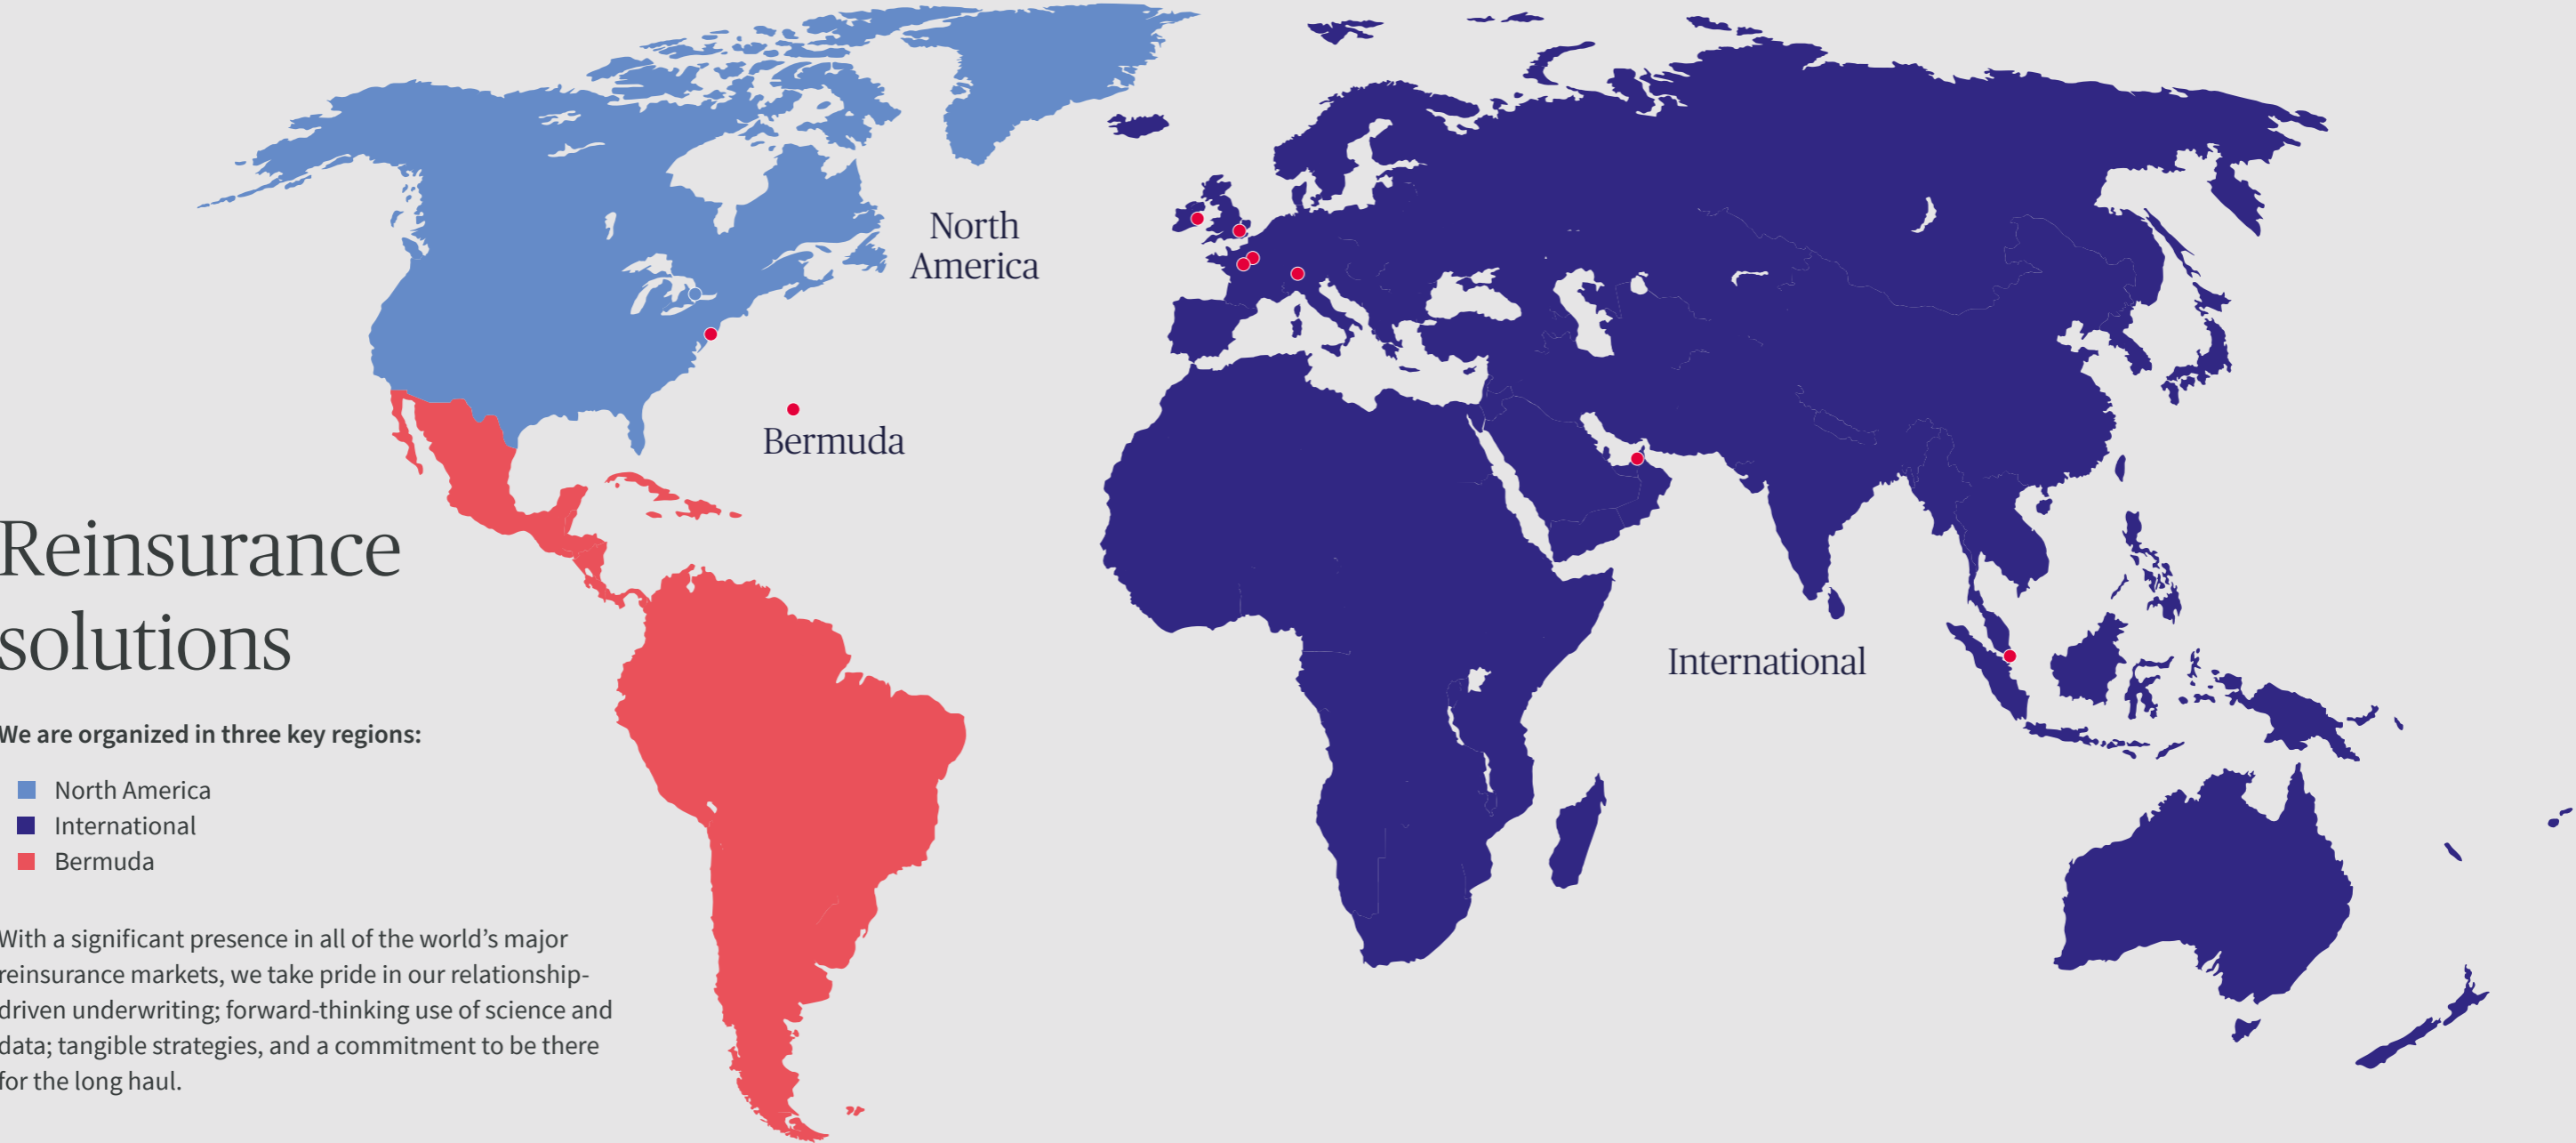 North
America
Bermuda
International
Reinsurance
solutions
We are organized in three key regions:
North America
International
Bermuda
With a significant presence in all of the world’s major
reinsurance markets, we take pride in our relationship-
driven underwriting; forward-thinking use of science and
data; tangible strategies, and a commitment to be there
for the long haul.